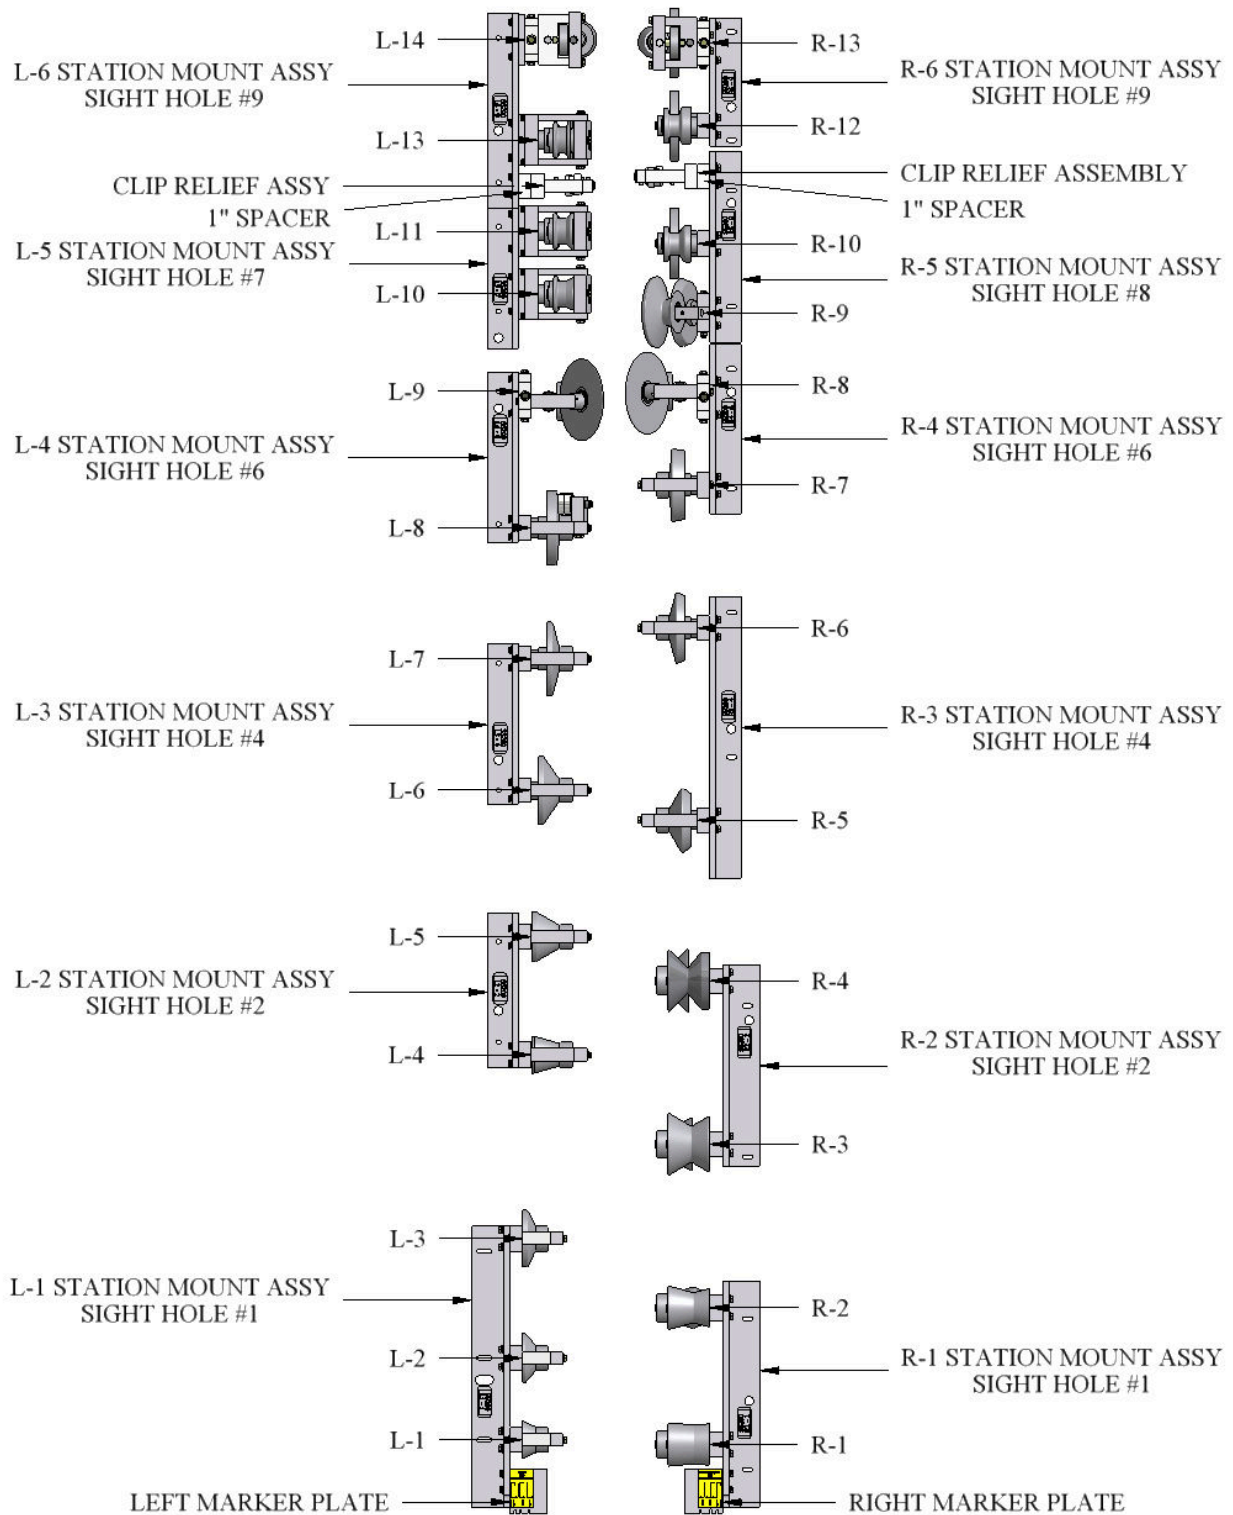 L-14
R-13
L-6 STATION MOUNT ASSY
SIGHT HOLE #9
R-6 STATION MOUNT ASSY
SIGHT HOLE #9
L-13
R-12
CLIP RELIEF ASSY
CLIP RELIEF ASSEMBLY
1" SPACER
1" SPACER
L-11
R-10
L-5 STATION MOUNT ASSY
SIGHT HOLE #7
R-5 STATION MOUNT ASSY
SIGHT HOLE #8
L-10
R-9
L-9
R-8
L-4 STATION MOUNT ASSY
SIGHT HOLE #6
R-4 STATION MOUNT ASSY
SIGHT HOLE #6
R-7
L-8
R-6
L-7
L-3 STATION MOUNT ASSY
SIGHT HOLE #4
R-3 STATION MOUNT ASSY
SIGHT HOLE #4
L-6
R-5
L-5
L-2 STATION MOUNT ASSY
SIGHT HOLE #2
R-4
L-4
R-2 STATION MOUNT ASSY
SIGHT HOLE #2
R-3
L-3
L-1 STATION MOUNT ASSY
SIGHT HOLE #1
R-2
L-2
R-1 STATION MOUNT ASSY
SIGHT HOLE #1
L-1
R-1
LEFT MARKER PLATE
RIGHT MARKER PLATE